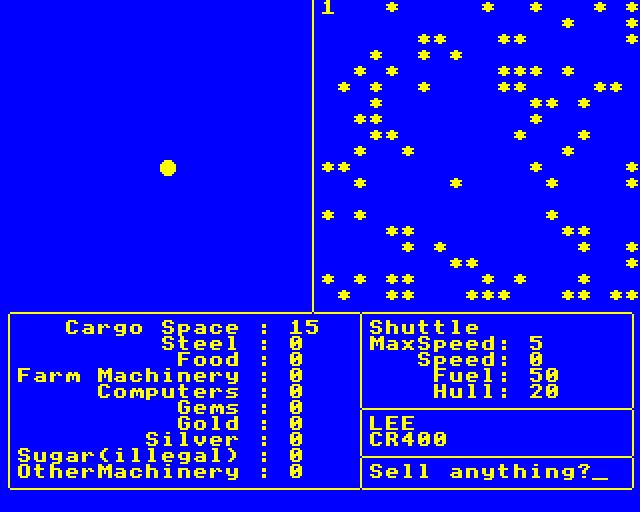 1
Cargo Space : 15
Steel : 0
Food : 0
Farm Machinery : 0
Computers : 0
Gems : 0
Gold : 0
Silver : 0
Sugar(illegal) : 0
OtherMachinery : 0
Shuttle
MaxSpeed: 5
Speed: 0
Fuel: 50
Hull: 20
LEE
CR400
Sell anything?_